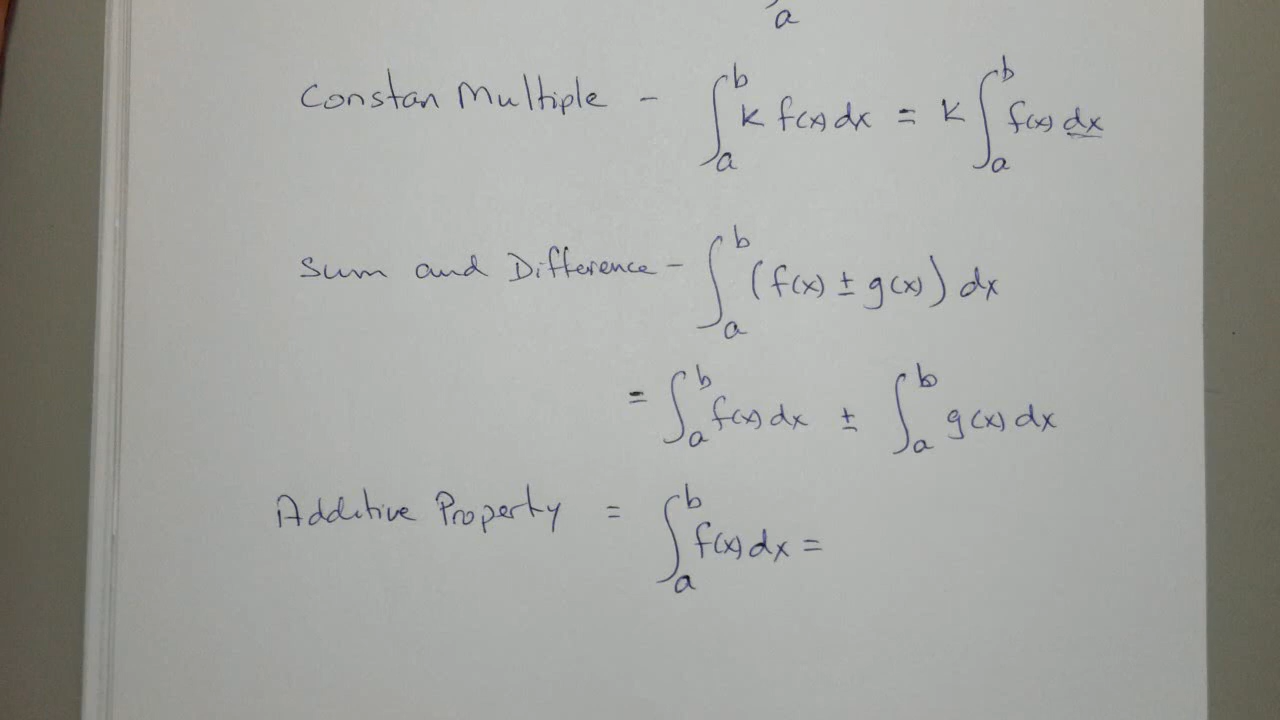 a
Constan Multiple - ∫_a^b k f(x) dx = k ∫_a^b f(x) dx
Sum and Difference - ∫_a^b (f(x) ± g(x)) dx
= ∫_a^b f(x) dx ± ∫_a^b g(x) dx
Additive Property = ∫_a^b f(x) dx =